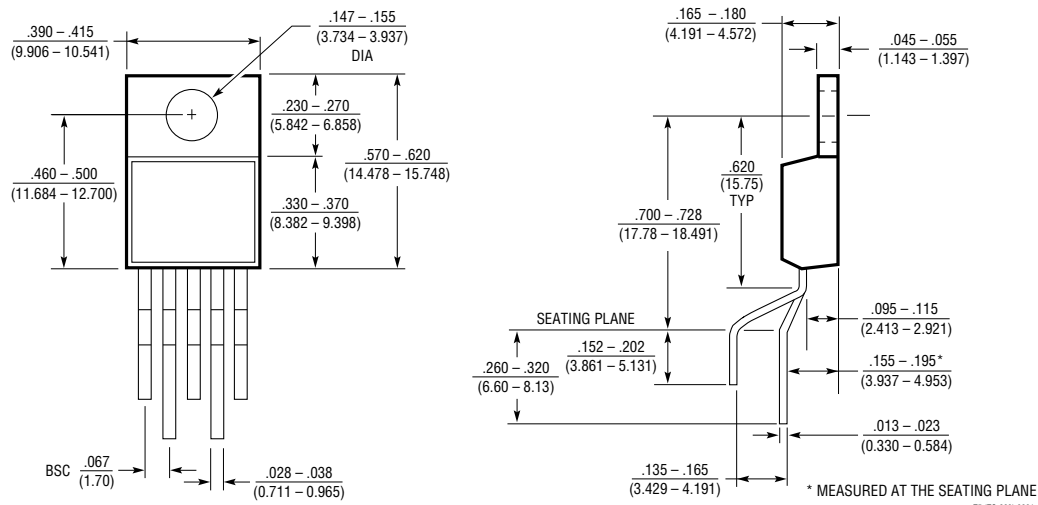 .390 – .415
(9.906 – 10.541)
.147 – .155
(3.734 – 3.937)
DIA
.230 – .270
(5.842 – 6.858)
.460 – .500
(11.684 – 12.700)
.570 – .620
(14.478 – 15.748)
.330 – .370
(8.382 – 9.398)
BSC
.067
(1.70)
.028 – .038
(0.711 – 0.965)
.165 – .180
(4.191 – 4.572)
.045 – .055
(1.143 – 1.397)
.620
(15.75)
TYP
.700 – .728
(17.78 – 18.491)
SEATING PLANE
.152 – .202
(3.861 – 5.131)
.260 – .320
(6.60 – 8.13)
.095 – .115
(2.413 – 2.921)
.155 – .195*
(3.937 – 4.953)
.013 – .023
(0.330 – 0.584)
.135 – .165
(3.429 – 4.191)
* MEASURED AT THE SEATING PLANE